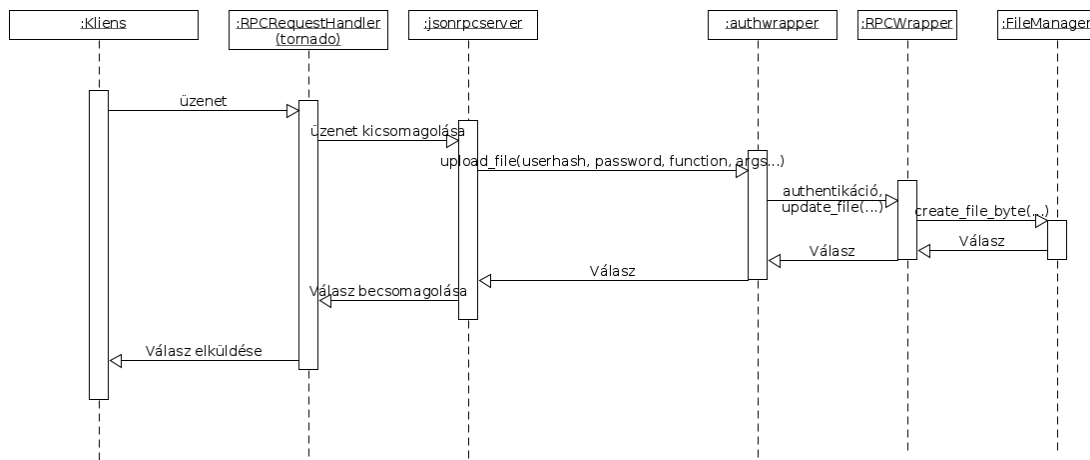 :Kliens
:RPCRequestHandler
(tornado)
:jsonrpcserver
:authwrapper
:RPCWrapper
:FileManager
üzenet
üzenet kicsomagolása
upload_file(userhash, password, function, args...)
authentikáció,
update_file(...)
create_file_byte(...)
Válasz
Válasz
Válasz
Válasz becsomagolása
Válasz elküldése